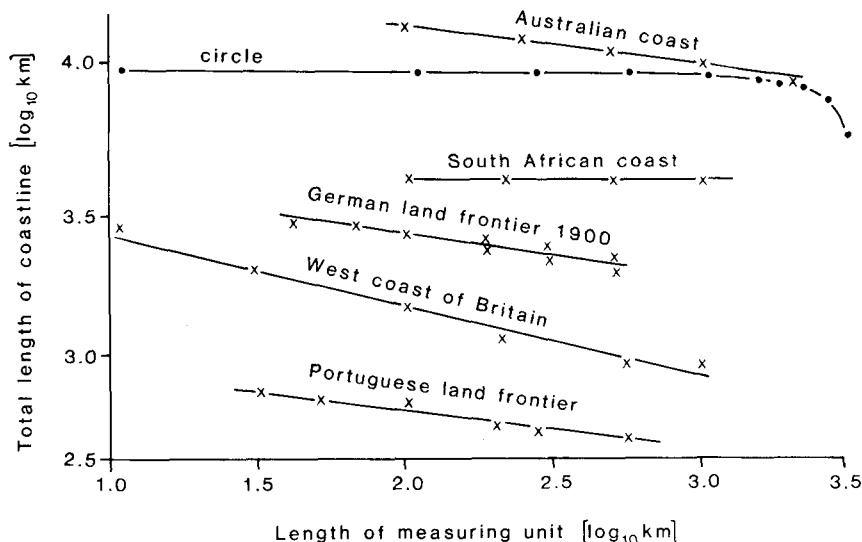 Total length of coastline [log10 km]
4.0
3.5
3.0
2.5
Australian coast
circle
South African coast
German land frontier 1900
West coast of Britain
Portuguese land frontier
1.0 1.5 2.0 2.5 3.0 3.5
Length of measuring unit [log10 km]